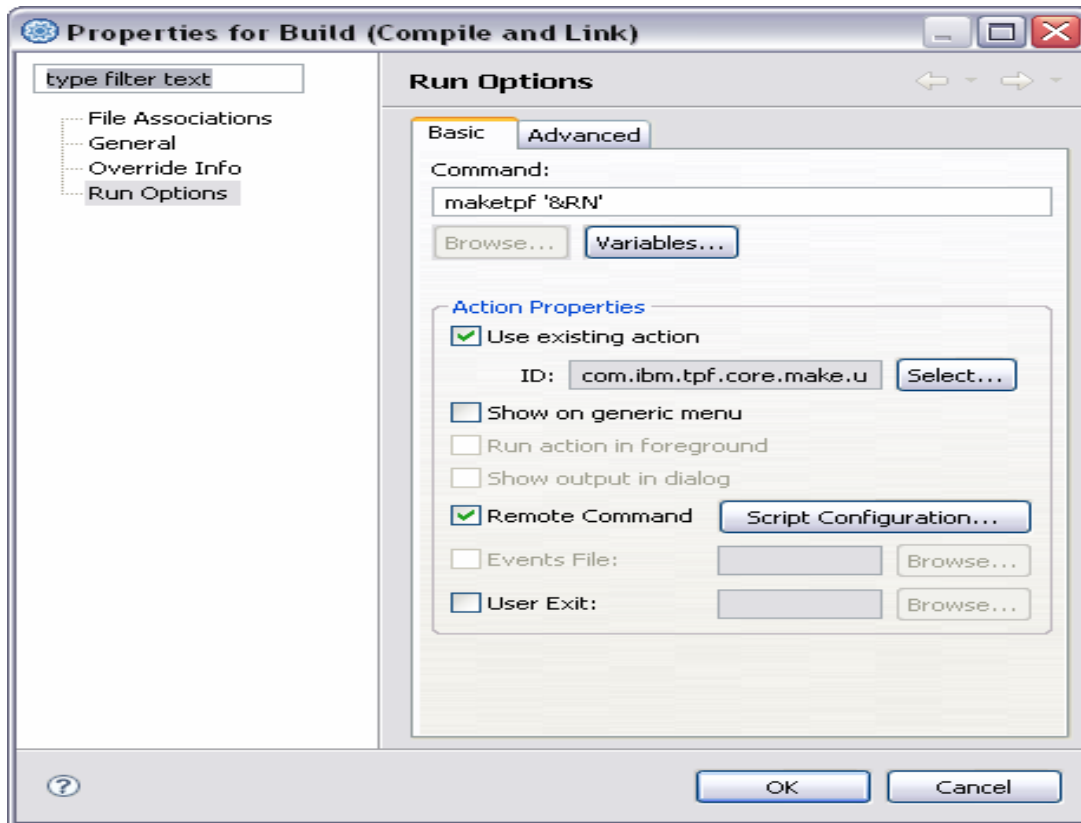 Properties for Build (Compile and Link)
type filter text
File Associations
General
Override Info
Run Options
Run Options
Basic
Advanced
Command:
maketpf '&RN'
Browse...
Variables...
Action Properties
Use existing action
ID: com.ibm.tpf.core.make.u Select...
Show on generic menu
Run action in foreground
Show output in dialog
Remote Command Script Configuration...
Events File: Browse...
User Exit: Browse...
? OK Cancel